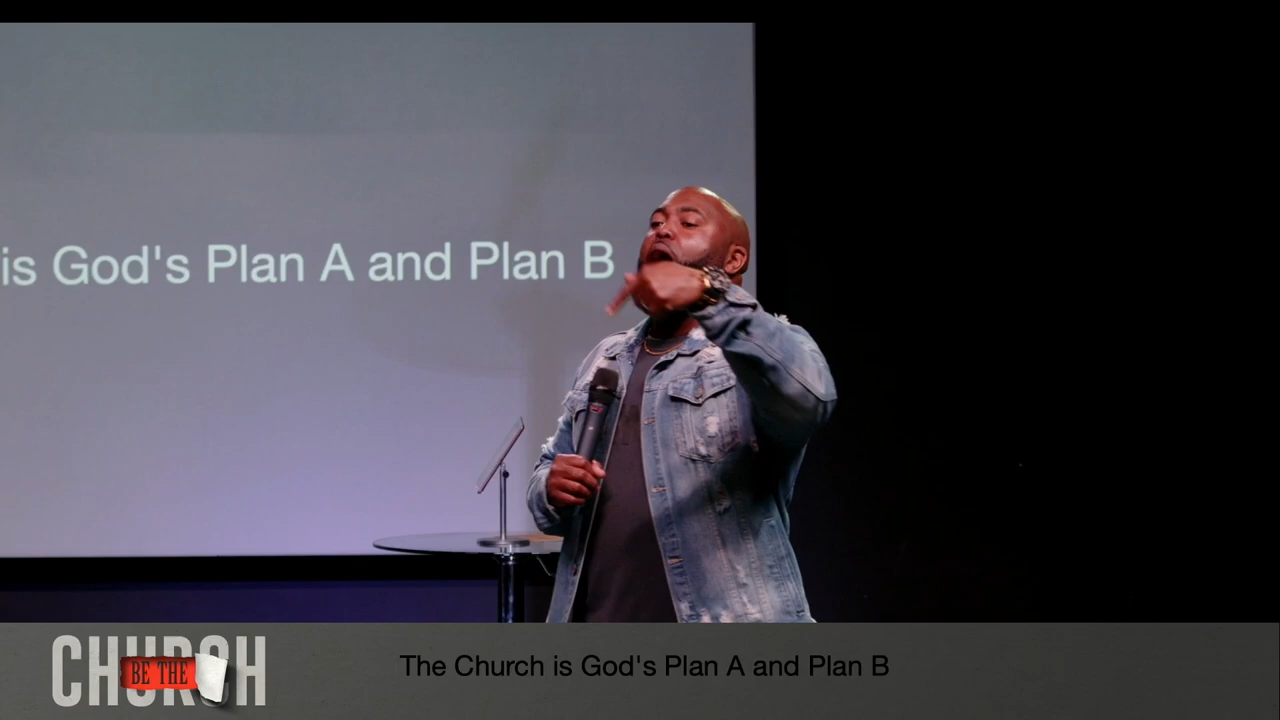 is God's Plan A and Plan B
CHURCH
BE THE
The Church is God's Plan A and Plan B